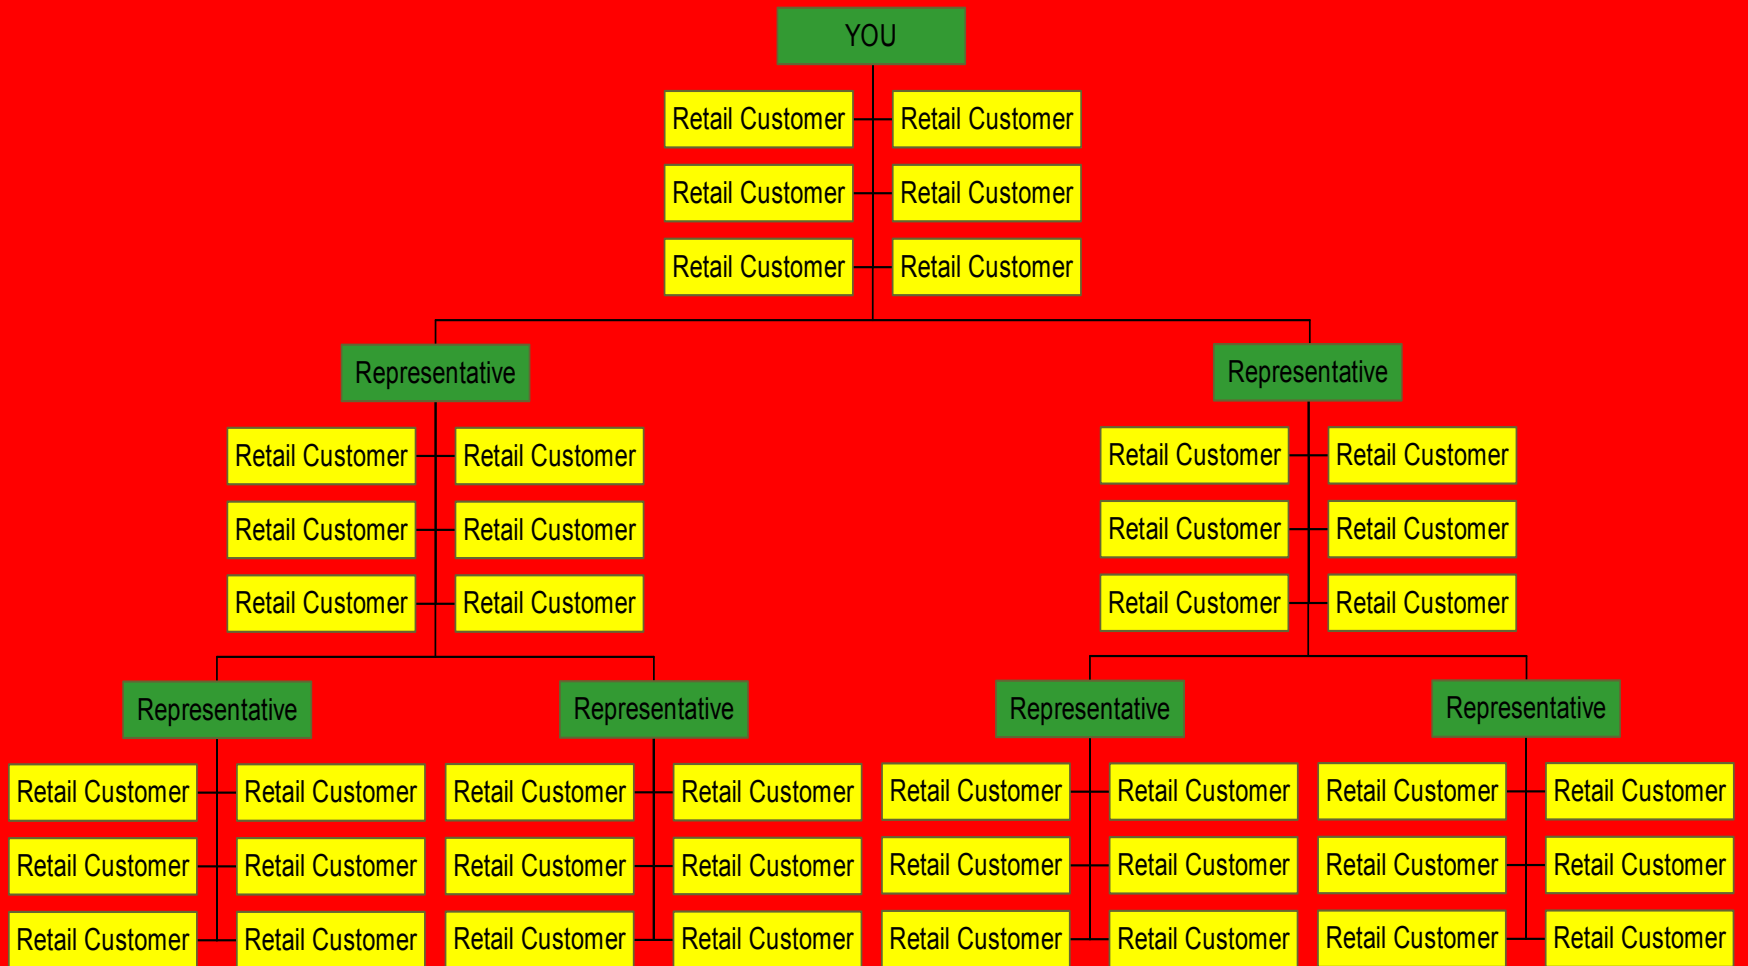 YOU
Retail Customer Retail Customer
Retail Customer Retail Customer
Retail Customer Retail Customer
Representative Representative
Retail Customer Retail Customer Retail Customer Retail Customer
Retail Customer Retail Customer Retail Customer Retail Customer
Retail Customer Retail Customer Retail Customer Retail Customer
Representative Representative Representative Representative
Retail Customer Retail Customer Retail Customer Retail Customer Retail Customer Retail Customer Retail Customer Retail Customer
Retail Customer Retail Customer Retail Customer Retail Customer Retail Customer Retail Customer Retail Customer Retail Customer
Retail Customer Retail Customer Retail Customer Retail Customer Retail Customer Retail Customer Retail Customer Retail Customer